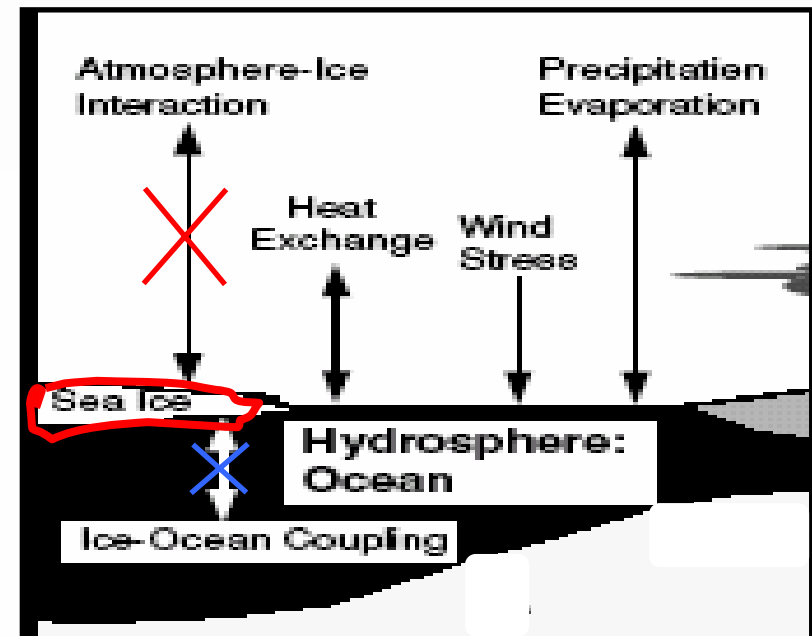 Atmosphere-Ice
Interaction
Precipitation
Evaporation
Heat
Exchange
Wind
Stress
Sea Ice
Hydrosphere:
Ocean
Ice-Ocean Coupling